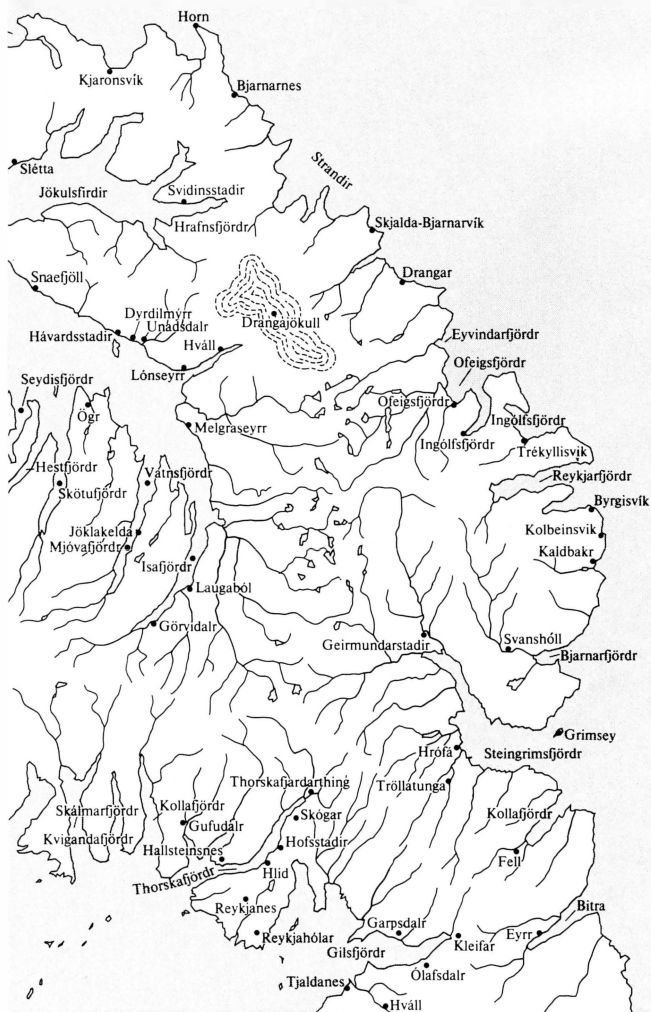 Horn
Kjaronsvík
Bjarnarnes
Strandir
Slétta
Jökulsfirdir
Svidinsstadir
Hrafnsfjördr
Skjalda-Bjarnarvík
Snaefjöll
Drangar
Drangajökull
Dyrdilmýrr
Hávardsstadir
Unadsdalr
Hváll
Eyvindarfjördr
Lónseyrr
Ofeigsfjördr
Seydisfjördr
Ögr
Ofeigsfjördr
Melgraseyrr
Ingólfsfjördr
Ingólfsfjördr
Trékyllisvik
Hestfjördr
Vatnsfjördr
Reykjarfjördr
Skötufjördr
Byrgisvík
Jöklakelda
Kolbeinsvik
Mjóvafjördr
Kaldbakr
Isafjördr
Laugaból
Görvidalr
Geirmundarstadir
Svanshóll
Bjarnarfjördr
Grimsey
Hrófá
Steingrimsfjördr
Thorskafjardarthing
Tröllatunga
Skálmarfjördr
Kollafjördr
Skógar
Kollafjördr
Gufudalr
Kvigandafjördr
Hofsstadir
Hallsteinsnes
Fell
Thorskafjördr
Hlid
Reykjanes
Bitra
Garpsdalr
Reykjahólar
Kleifar
Eyrr
Gilsfjördr
Ólafsdalr
Tjaldanes
Hváll